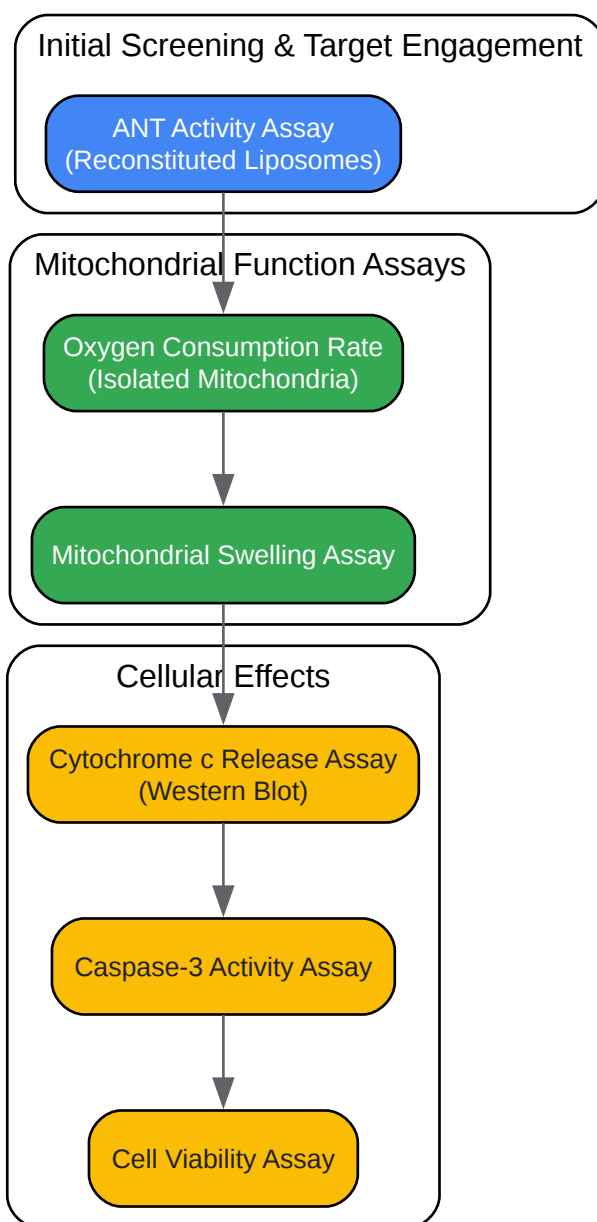 Initial Screening & Target Engagement
ANT Activity Assay
(Reconstituted Liposomes)
Mitochondrial Function Assays
Oxygen Consumption Rate
(Isolated Mitochondria)
Mitochondrial Swelling Assay
Cellular Effects
Cytochrome c Release Assay
(Western Blot)
Caspase-3 Activity Assay
Cell Viability Assay